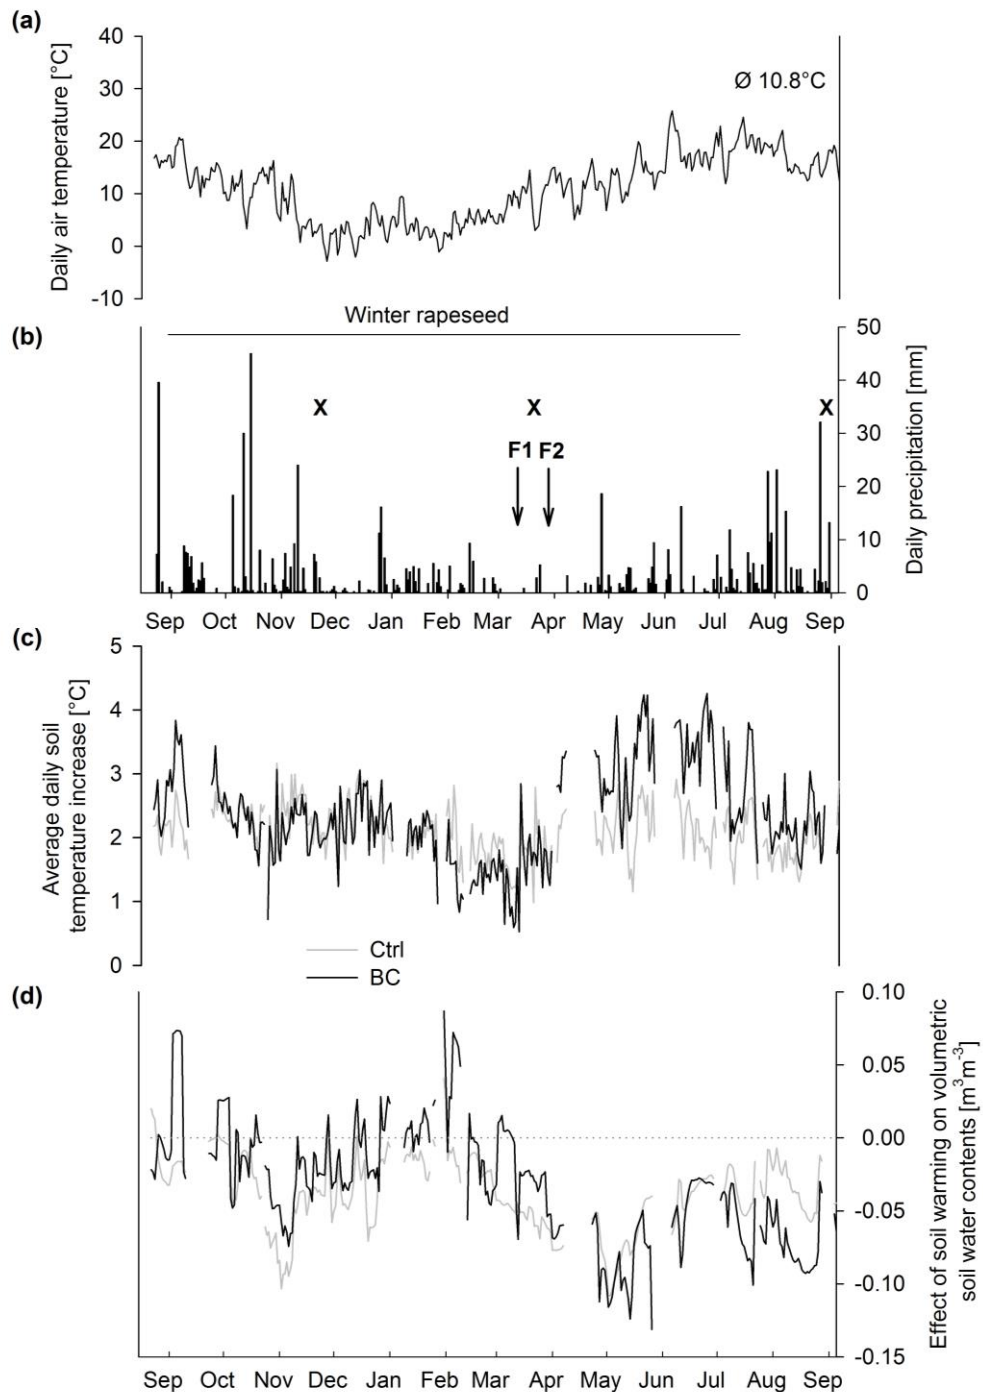 (a)
Daily air temperature [°C]
40
30
20
10
0
-10
Ø 10.8°C
Winter rapeseed
(b)
50
40
30
20
10
0
Daily precipitation [mm]
X
X
X
F1
F2
Sep Oct Nov Dec Jan Feb Mar Apr May Jun Jul Aug Sep
(c)
Average daily soil
temperature increase [°C]
5
4
3
2
1
0
Ctrl
BC
(d)
0.10
0.05
0.00
-0.05
-0.10
-0.15
Effect of soil warming on volumetric
soil water contents [m³m⁻³]
Sep Oct Nov Dec Jan Feb Mar Apr May Jun Jul Aug Sep